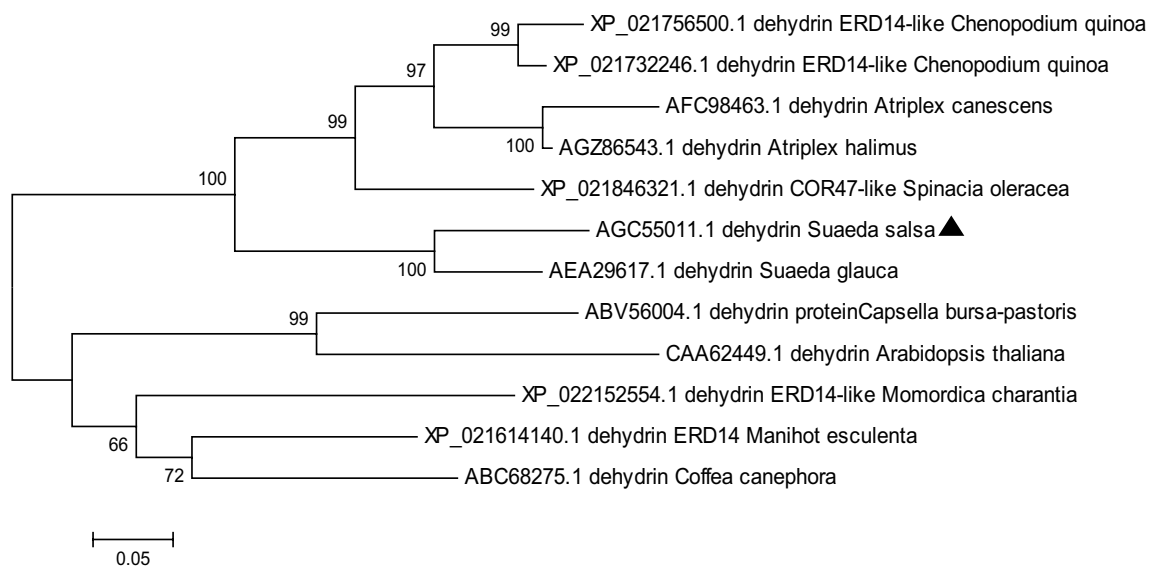 99 XP_021756500.1 dehydrin ERD14-like Chenopodium quinoa
97 XP_021732246.1 dehydrin ERD14-like Chenopodium quinoa
AFC98463.1 dehydrin Atriplex canescens
99
100 AGZ86543.1 dehydrin Atriplex halimus
100
XP_021846321.1 dehydrin COR47-like Spinacia oleracea
AGC55011.1 dehydrin Suaeda salsa
100 AEA29617.1 dehydrin Suaeda glauca
99 ABV56004.1 dehydrin proteinCapsella bursa-pastoris
CAA62449.1 dehydrin Arabidopsis thaliana
XP_022152554.1 dehydrin ERD14-like Momordica charantia
66 XP_021614140.1 dehydrin ERD14 Manihot esculenta
72 ABC68275.1 dehydrin Coffea canephora
0.05